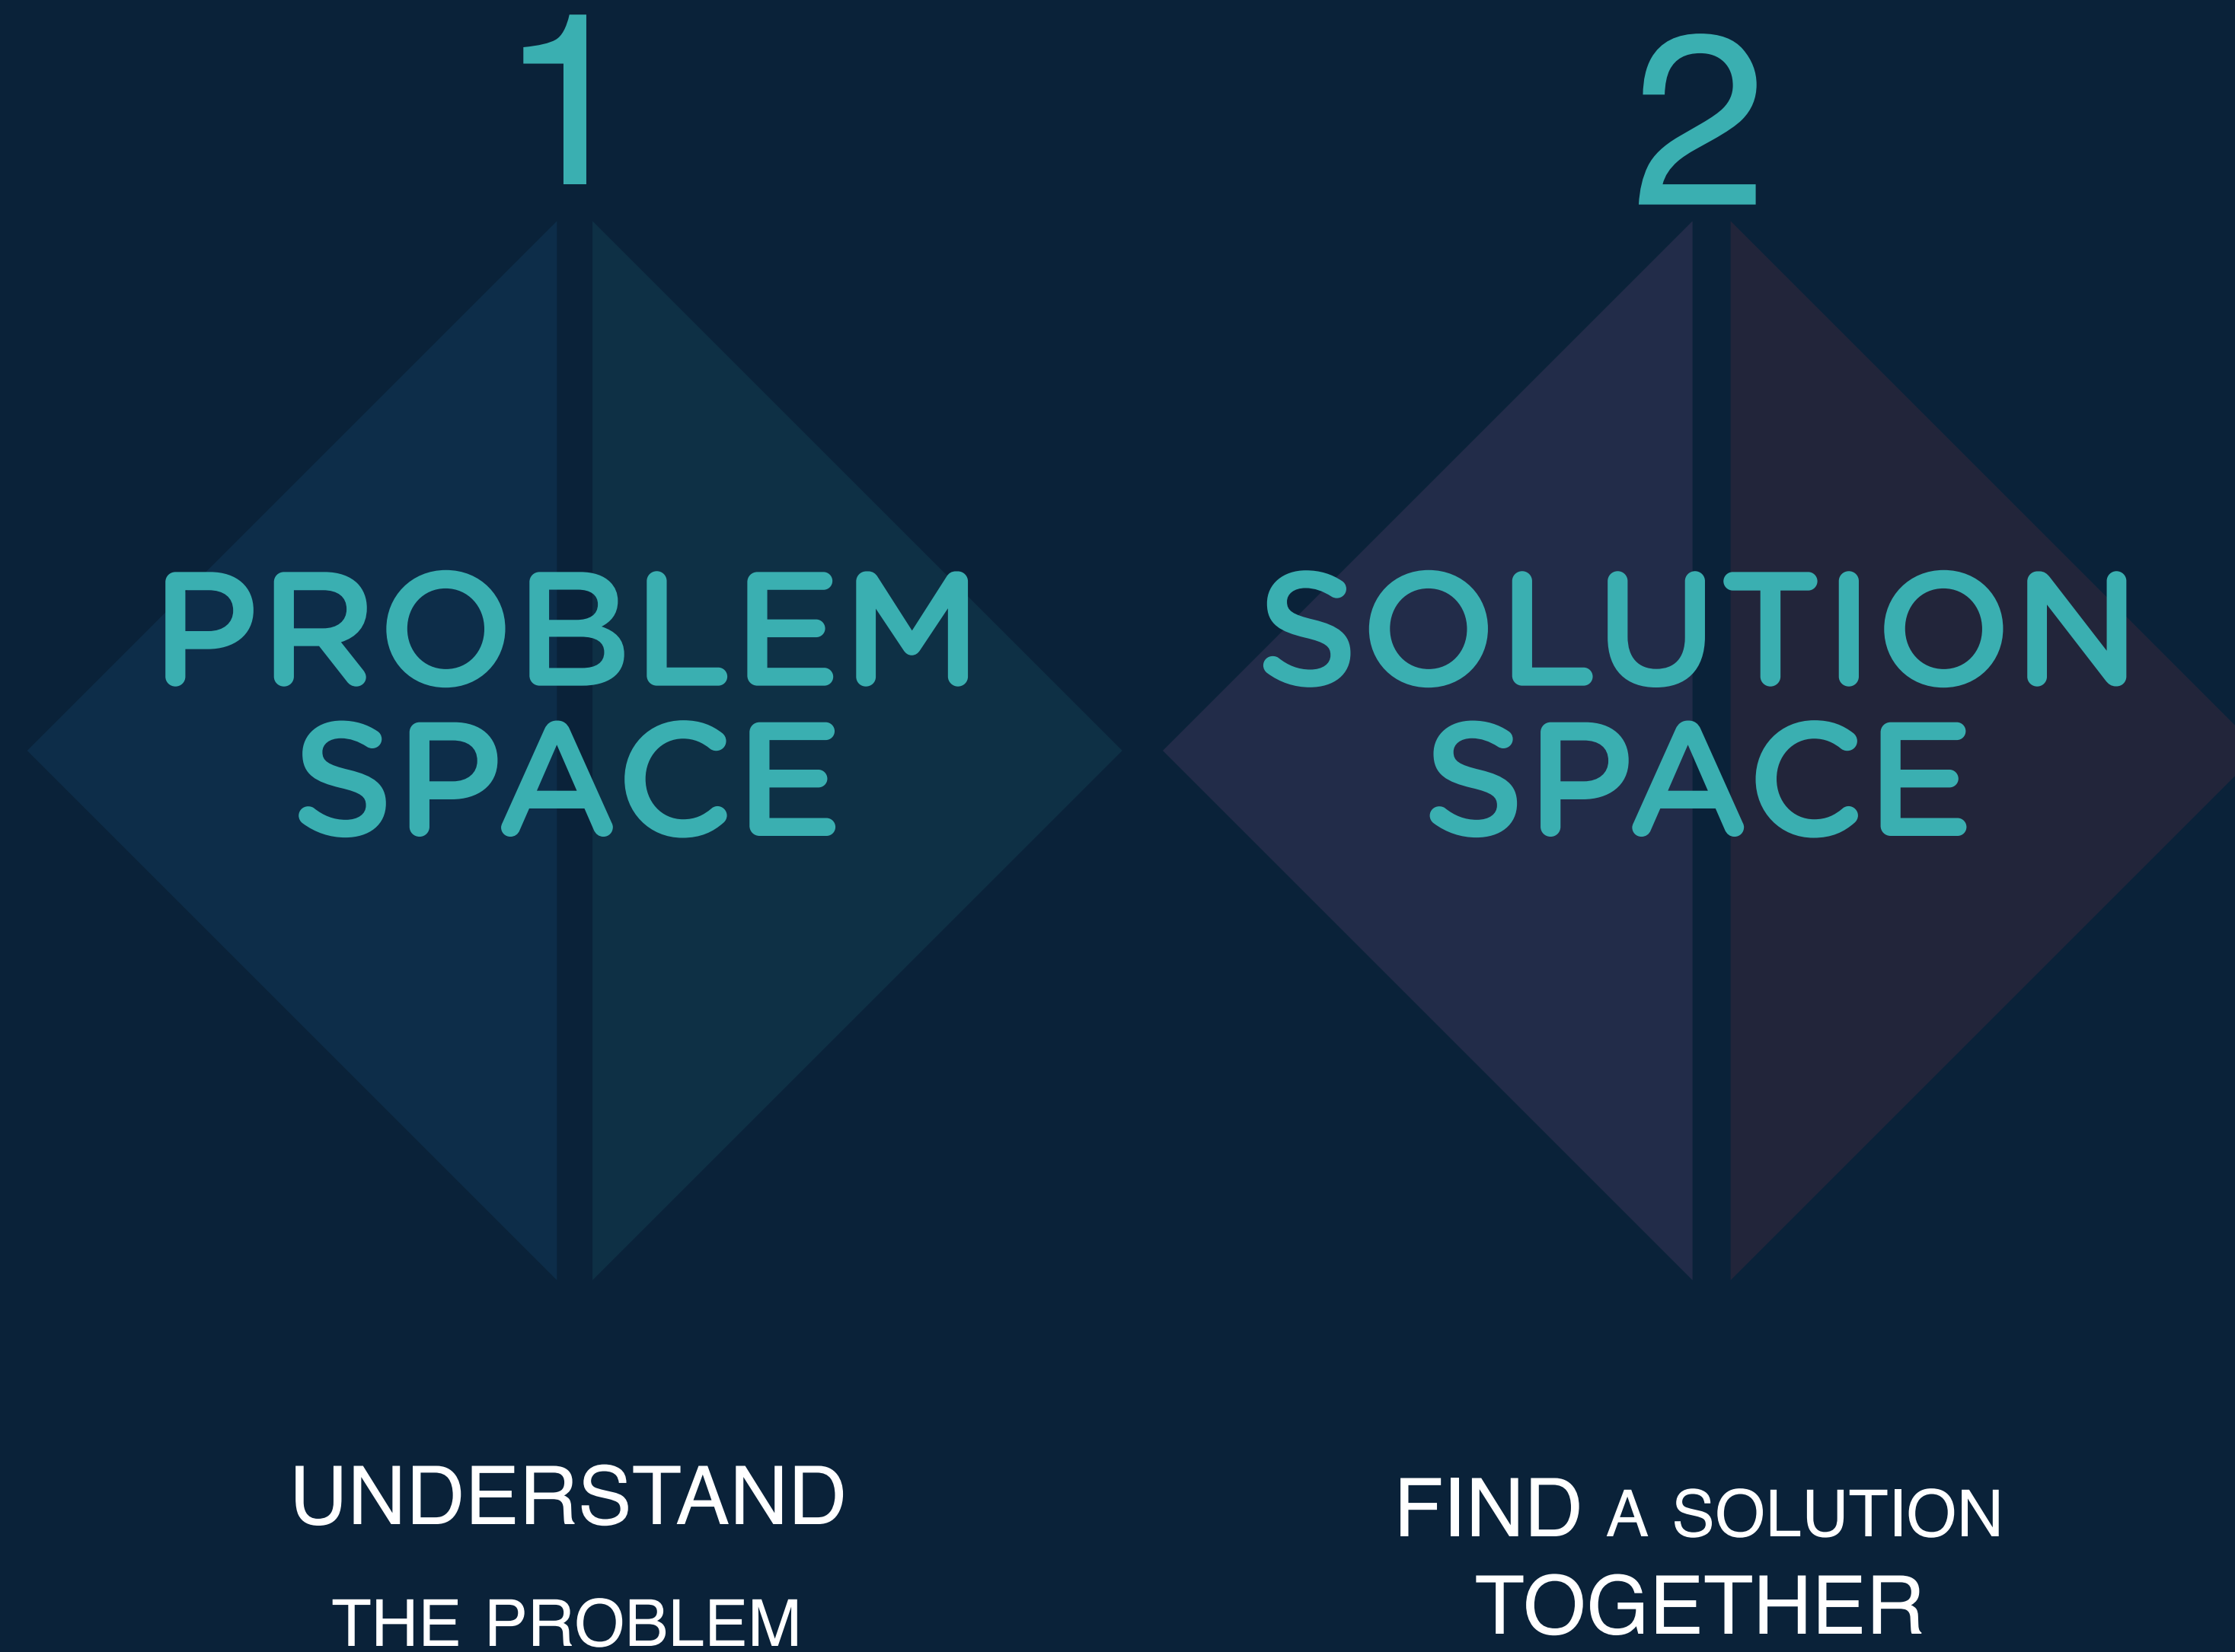 1
PROBLEM
SPACE
UNDERSTAND
THE PROBLEM
2
SOLUTION
SPACE
FIND A SOLUTION
TOGETHER